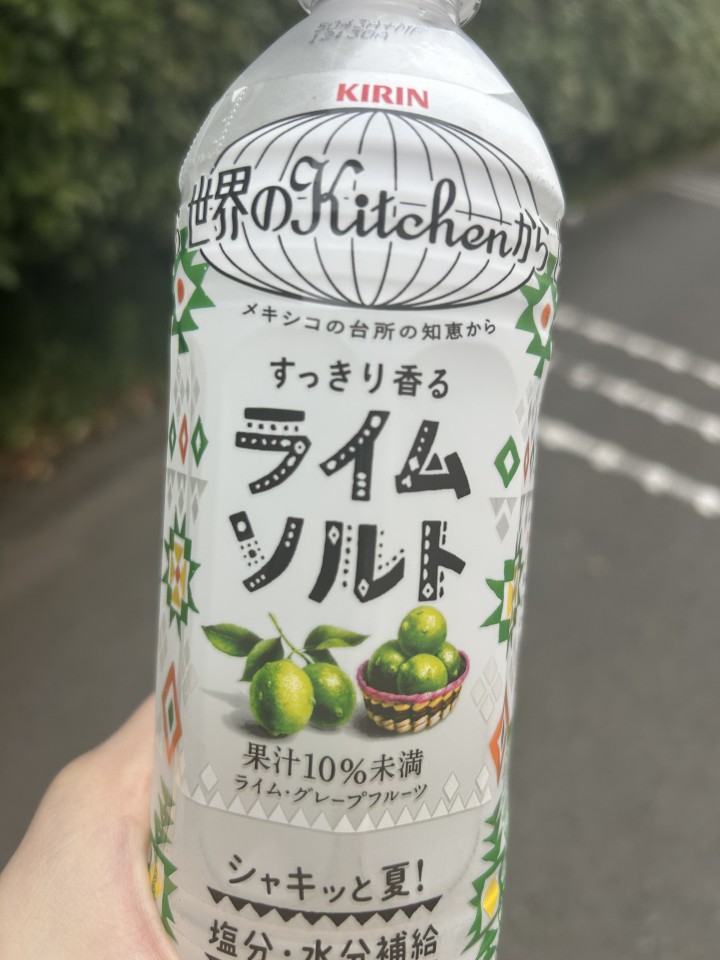 KIRIN
世界のKitchenから
メキシコの台所の知恵から
すっきり香る
ライム
ソルト
果汁10%未満
ライム・グレープフルーツ
シャキッと夏!
塩分・水分補給